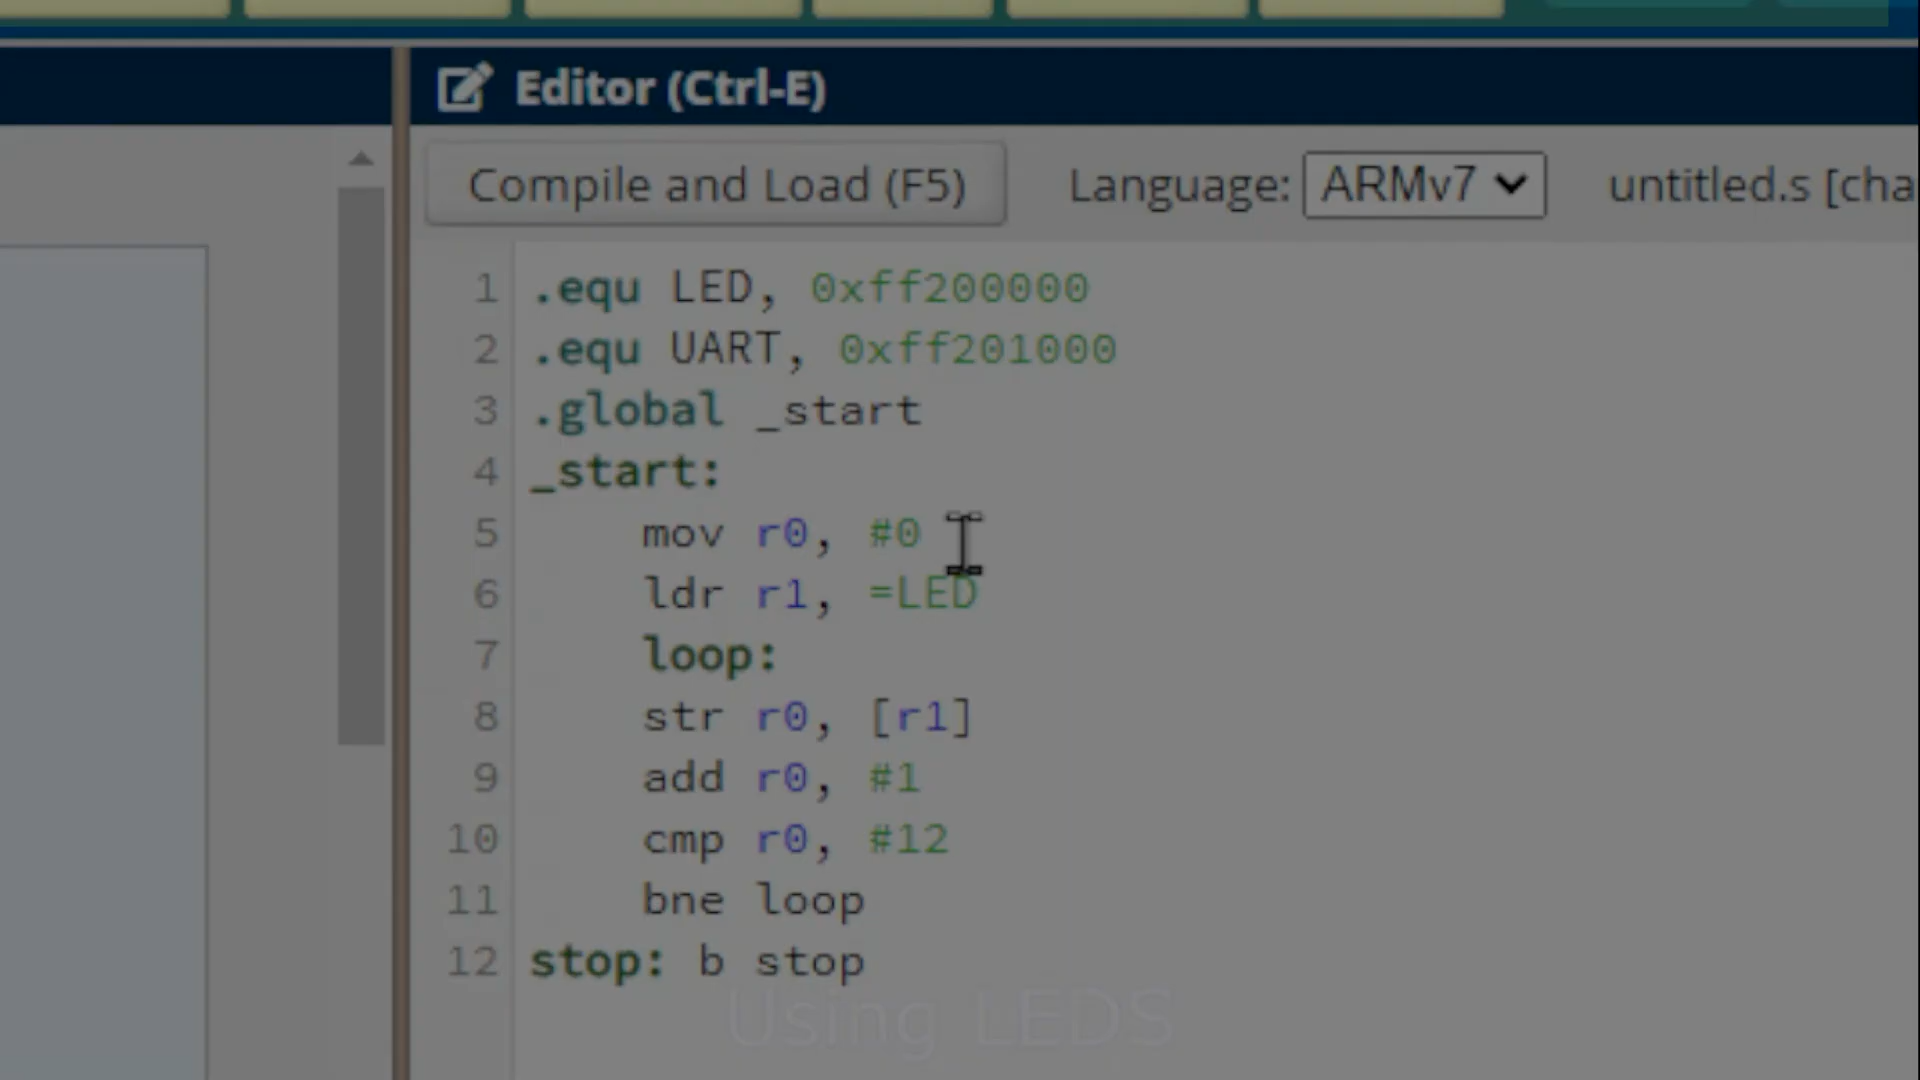 Editor (Ctrl-E)
Compile and Load (F5) Language: ARMv7 untitled.s [cha
1 .equ LED, 0xff200000
2 .equ UART, 0xff201000
3 .global _start
4 _start:
5 mov r0, #0
6 ldr r1, =LED
7 loop:
8 str r0, [r1]
9 add r0, #1
10 cmp r0, #12
11 bne loop
12 stop: b stop
Using LEDS